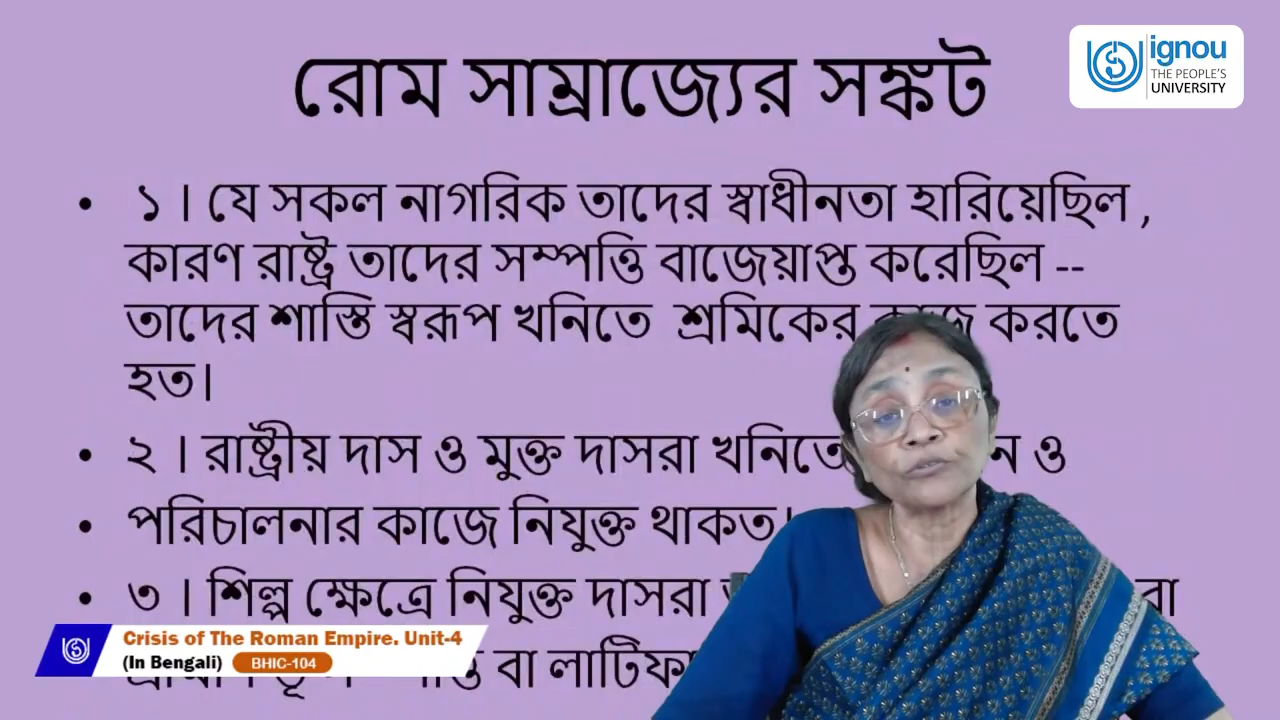 রোম সাম্রাজ্যের সঙ্কট
ignou
THE PEOPLE'S
UNIVERSITY
• ১ । যে সকল নাগরিক তাদের স্বাধীনতা হারিয়েছিল ,
কারণ রাষ্ট্র তাদের সম্পত্তি বাজেয়াপ্ত করেছিল --
তাদের শাস্তি স্বরূপ খনিতে শ্রমিকের কাজে করতে
হত।
• ২ । রাষ্ট্রীয় দাস ও মুক্ত দাসরা খনিতে ও
• পরিচালনার কাজে নিযুক্ত থাকত।
• ৩ । শিল্প ক্ষেত্রে নিযুক্ত দাসরা
বা
Crisis of The Roman Empire. Unit-4
(In Bengali) BHIC-104